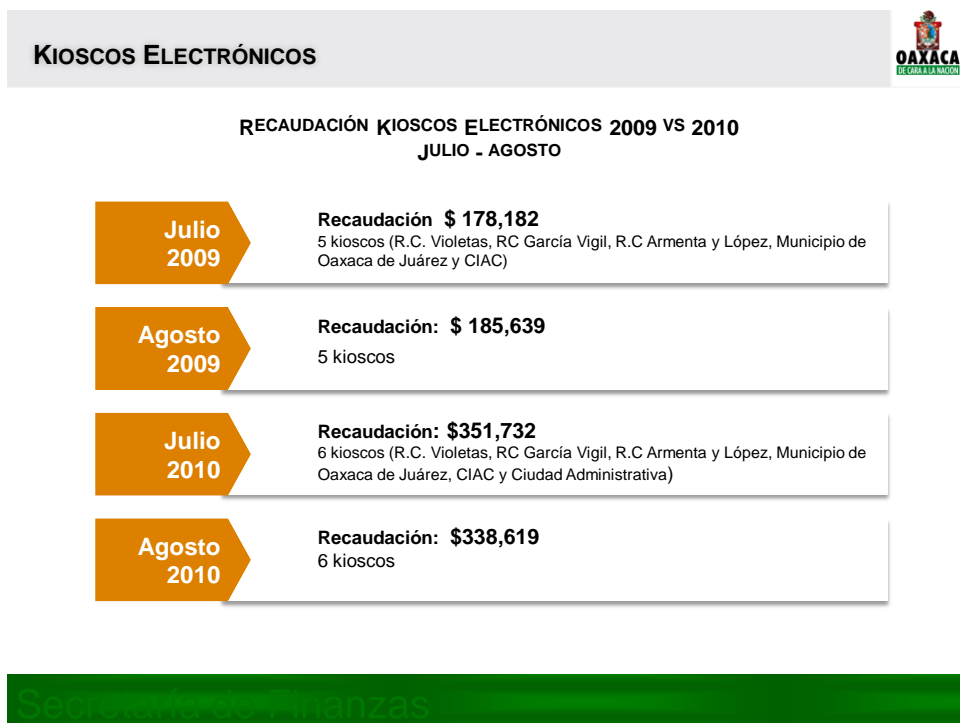 KIOSCOS ELECTRÓNICOS
OAXACA
DE CARA A LA NACION
RECAUDACIÓN KIOSCOS ELECTRÓNICOS 2009 VS 2010
JULIO - AGOSTO
Julio
2009
Recaudación $ 178,182
5 kioscos (R.C. Violetas, RC García Vigil, R.C Armenta y López, Municipio de
Oaxaca de Juárez y CIAC)
Agosto
2009
Recaudación: $ 185,639
5 kioscos
Julio
2010
Recaudación: $351,732
6 kioscos (R.C. Violetas, RC García Vigil, R.C Armenta y López, Municipio de
Oaxaca de Juárez, CIAC y Ciudad Administrativa)
Agosto
2010
Recaudación: $338,619
6 kioscos
Secretaría de Finanzas